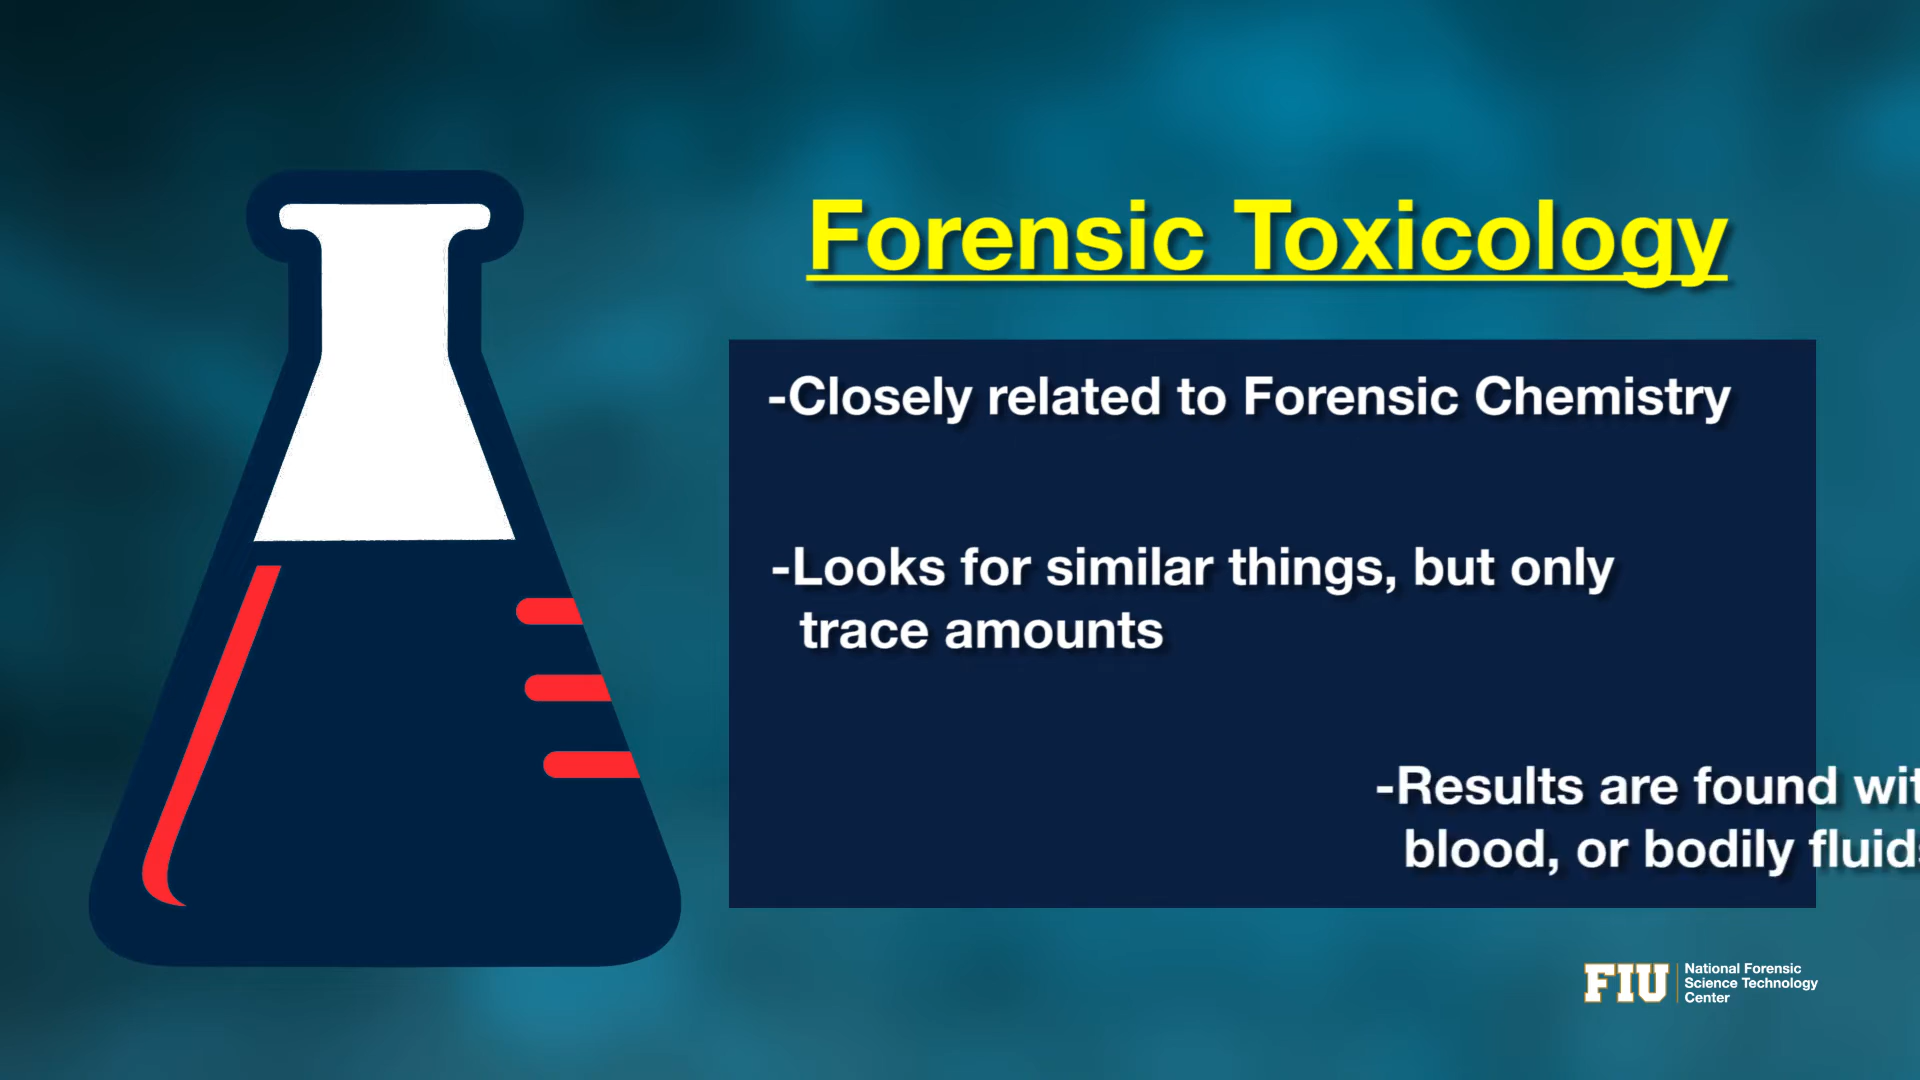 Forensic Toxicology
-Closely related to Forensic Chemistry
-Looks for similar things, but only
trace amounts
-Results are found
blood, or bodily
FIU
National Forensic
Science Technology
Center